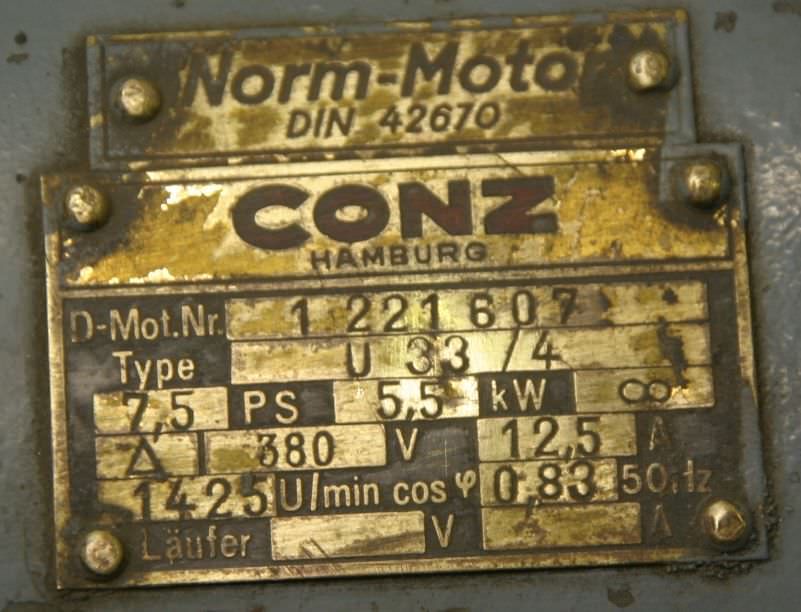 Norm-Motor
DIN 42670
CONZ
HAMBURG
D-Mot.Nr. 1 221 607
Type U 33 /4
7,5 PS 5,5 kW ∞
Δ 380 V 12,5 A
1425 U/min cos φ 0,83 50 Hz
Läufer V A